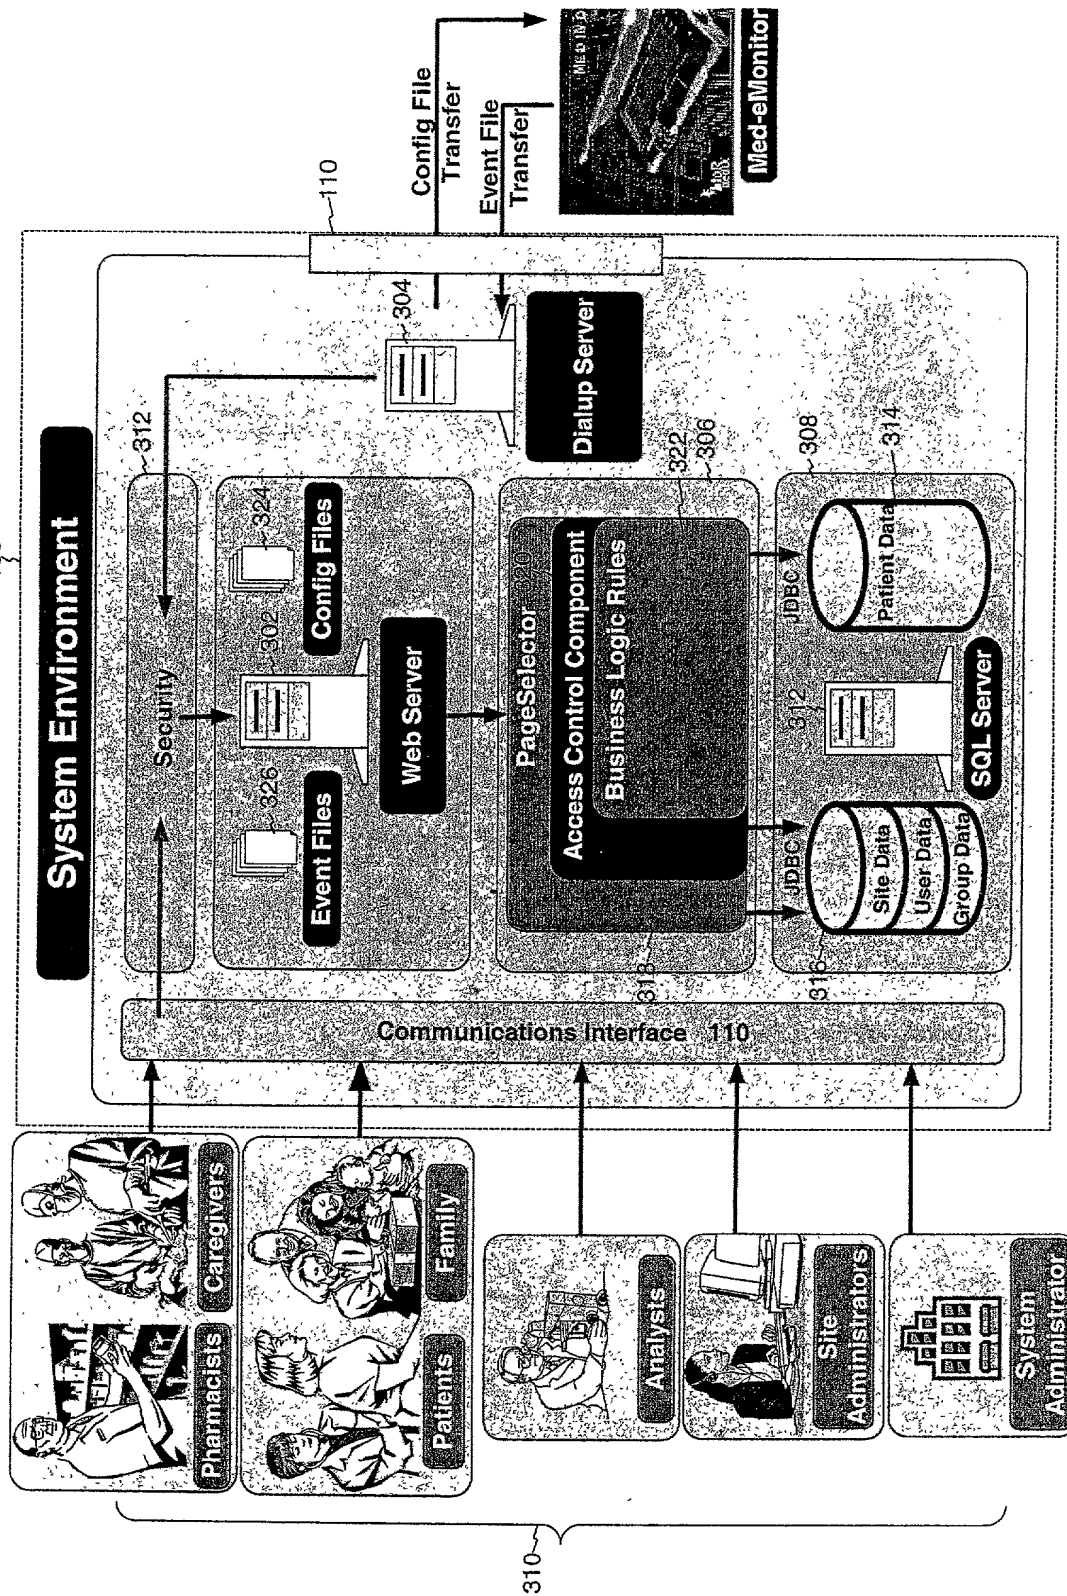 System Environment
310
Pharmacists
Caregivers
Patients
Family
Analysis
Site
Administrators
System
Administrator
Communications Interface 110
Security
312
326
Event Files
302
Web Server
324
Config Files
304
Dialup Server
110
Config File
Transfer
Event File
Transfer
Med-eMonitor
PageSelector 320
Access Control Component
Business Logic Rules
318
322
306
JDBC
JDBC
316
Site Data
User Data
Group Data
312
SQL Server
308
314
Patient Data